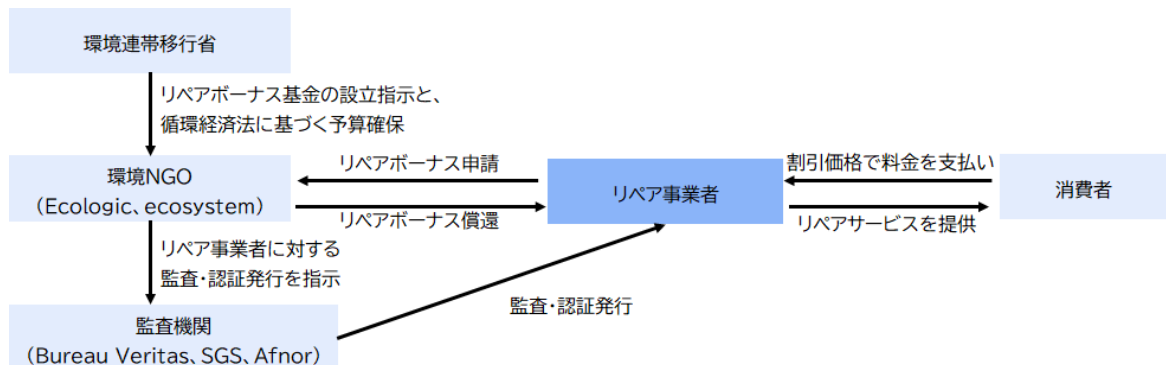 環境連帯移行省
リペアボーナス基金の設立指示と、
循環経済法に基づく予算確保
環境NGO
（Ecologic、ecosystem）
リペアボーナス申請
リペアボーナス償還
リペア事業者
割引価格で料金を支払い
リペアサービスを提供
消費者
リペア事業者に対する
監査・認証発行を指示
監査・認証発行
監査機関
（Bureau Veritas、SGS、Afnor）